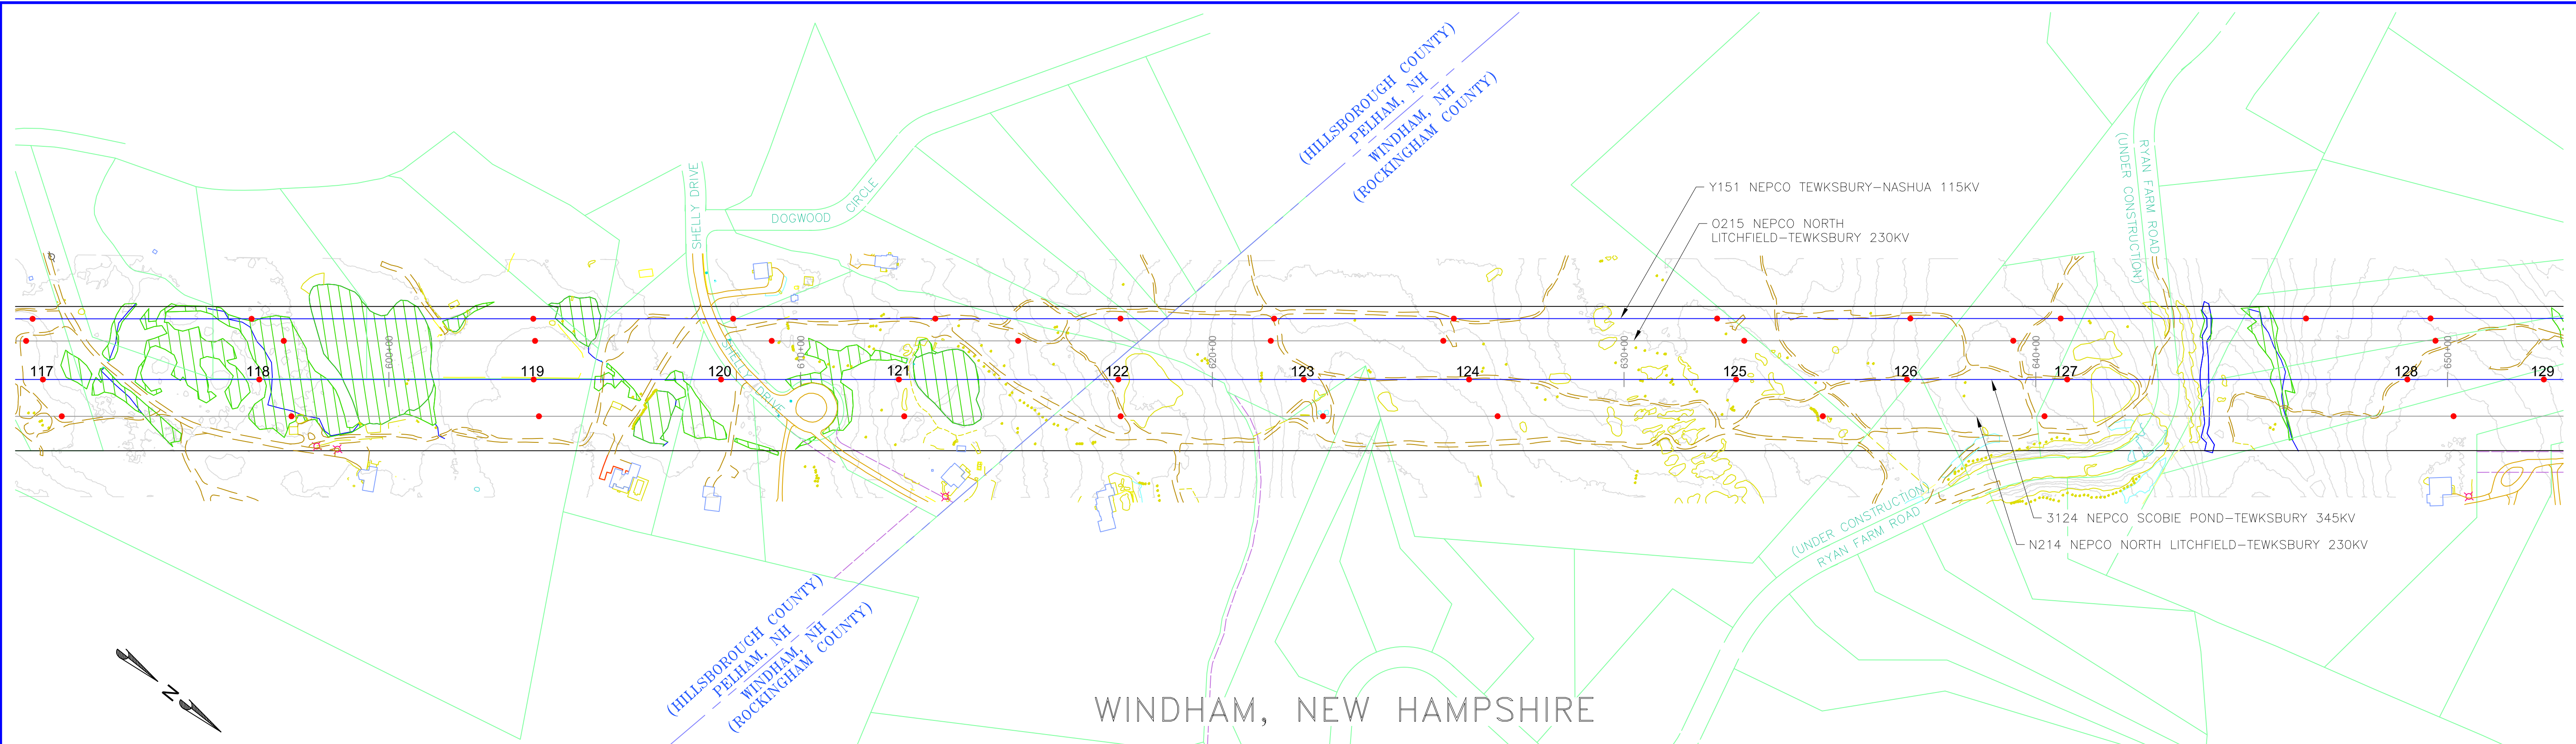 (HILLSBOROUGH COUNTY)
PELHAM, NH
WINDHAM, NH
(ROCKINGHAM COUNTY)
Y151 NEPCO TEWKSBURY-NASHUA 115KV
O215 NEPCO NORTH
LITCHFIELD-TEWKSBURY 230KV
RYAN FARM ROAD
(UNDER CONSTRUCTION)
SHELLY DRIVE
DOGWOOD
CIRCLE
SHELLY DRIVE
600+00
610+00
620+00
630+00
640+00
650+00
117
118
119
120
121
122
123
124
125
126
127
128
129
(UNDER CONSTRUCTION)
RYAN FARM ROAD
3124 NEPCO SCOBIE POND-TEWKSBURY 345KV
N214 NEPCO NORTH LITCHFIELD-TEWKSBURY 230KV
(HILLSBOROUGH COUNTY)
PELHAM, NH
WINDHAM, NH
(ROCKINGHAM COUNTY)
N
WINDHAM, NEW HAMPSHIRE